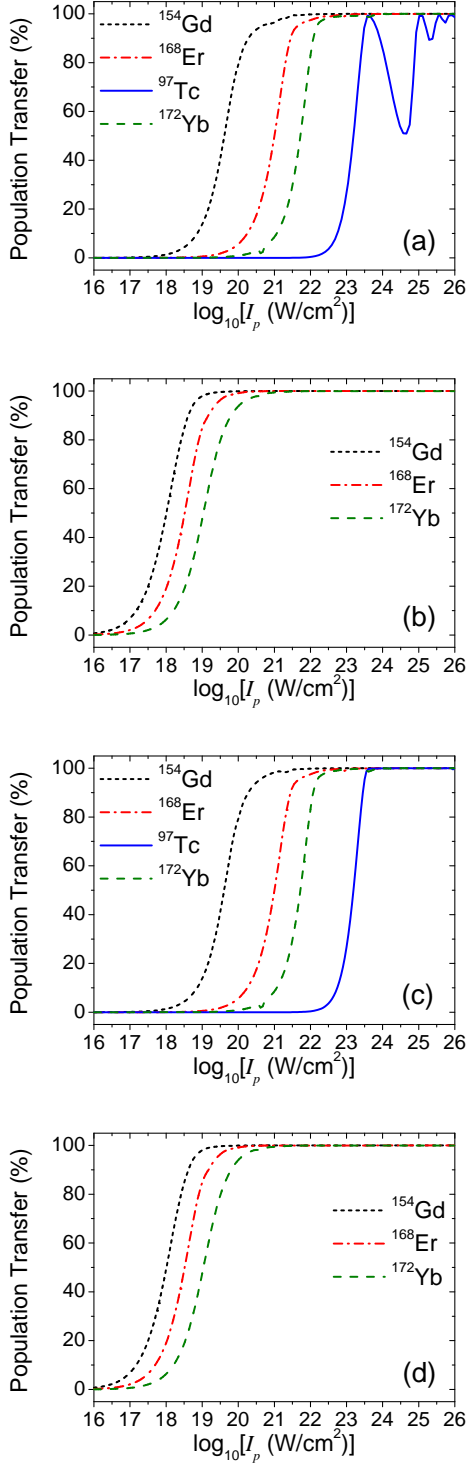 100
80
60
40
20
0
Population Transfer (%)
¹⁵⁴Gd
¹⁶⁸Er
⁹⁷Tc
¹⁷²Yb
(a)
16 17 18 19 20 21 22 23 24 25 26
log₁₀[Iₚ (W/cm²)]
100
80
60
40
20
0
Population Transfer (%)
¹⁵⁴Gd
¹⁶⁸Er
¹⁷²Yb
(b)
16 17 18 19 20 21 22 23 24 25 26
log₁₀[Iₚ (W/cm²)]
100
80
60
40
20
0
Population Transfer (%)
¹⁵⁴Gd
¹⁶⁸Er
⁹⁷Tc
¹⁷²Yb
(c)
16 17 18 19 20 21 22 23 24 25 26
log₁₀[Iₚ (W/cm²)]
100
80
60
40
20
0
Population Transfer (%)
¹⁵⁴Gd
¹⁶⁸Er
¹⁷²Yb
(d)
16 17 18 19 20 21 22 23 24 25 26
log₁₀[Iₚ (W/cm²)]